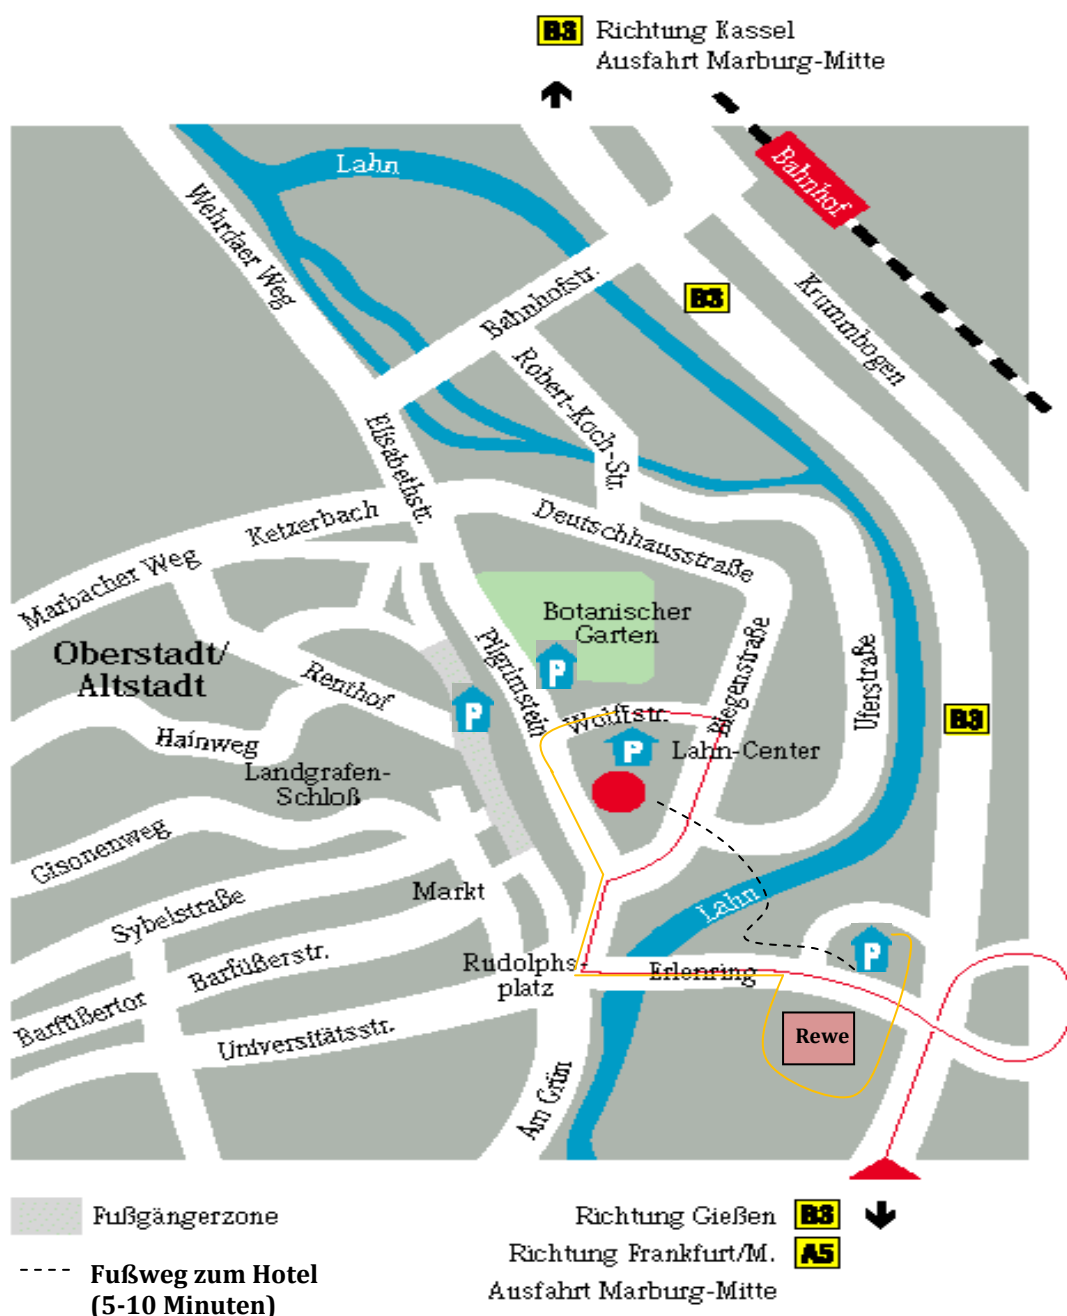 B3 Richtung Kassel
Ausfahrt Marburg-Mitte
Bahnhof
Lahn
Wehrdaer Weg
Bahnhofstr.
B3
Krummbogen
Robert-Koch-Str.
Elisabethstr.
Ketzerbach
Deutschhausstraße
Marbacher Weg
Botanischer
Garten
Oberstadt/
Altstadt
Pilgrimstein
P
Biegenstraße
Uferstraße
Renthof
P
Wolffstr.
B3
Hainweg
P
Lahn-Center
Landgrafen-
Schloß
Gisonenweg
Markt
Lahn
Sybelstraße
P
Barfüßerstr.
Rudolphs-
platz
Erlenring
Barfüßertor
Universitätsstr.
Rewe
Am Grün
Fußgängerzone
Richtung Gießen B3
Richtung Frankfurt/M. A5
Ausfahrt Marburg-Mitte
Fußweg zum Hotel
(5-10 Minuten)